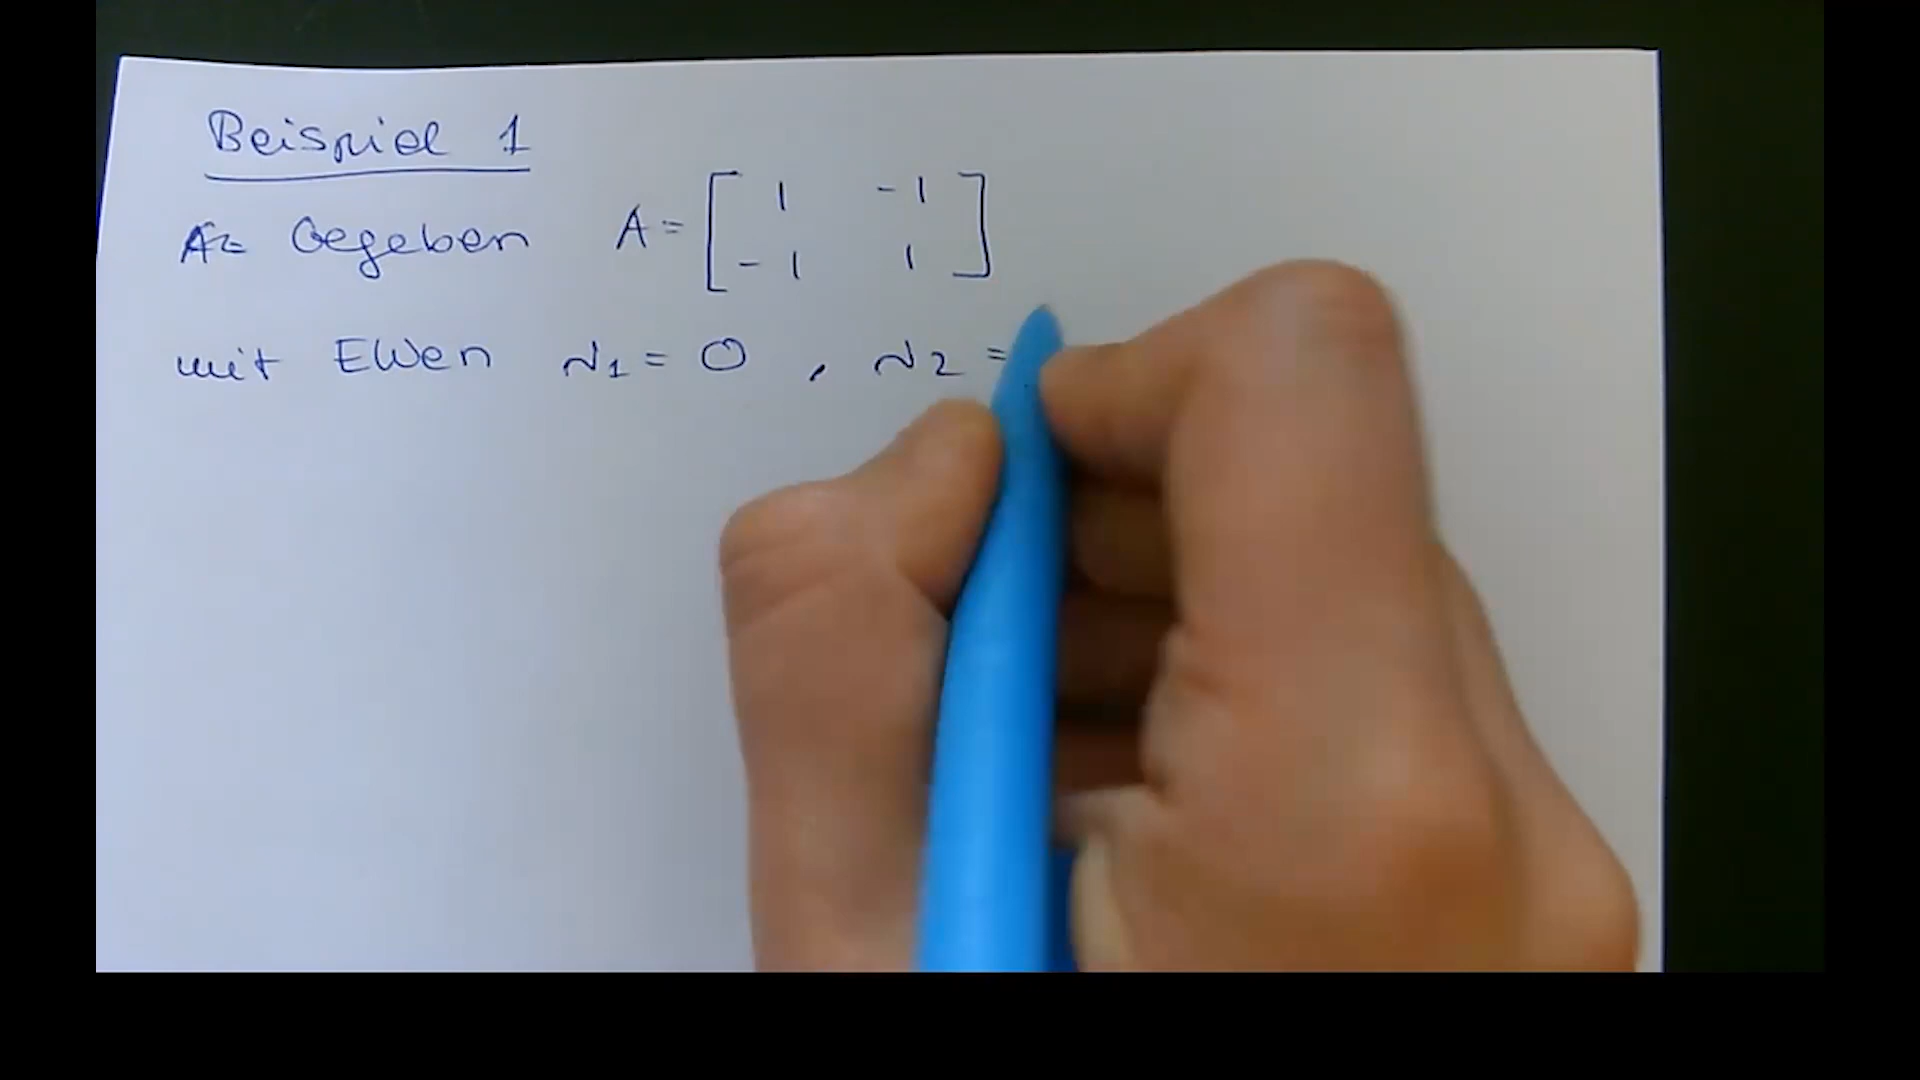 Beispiel 1
A= Gegeben A = [ 1 -1
-1 1 ]
mit EWen λ1 = 0 , λ2 =